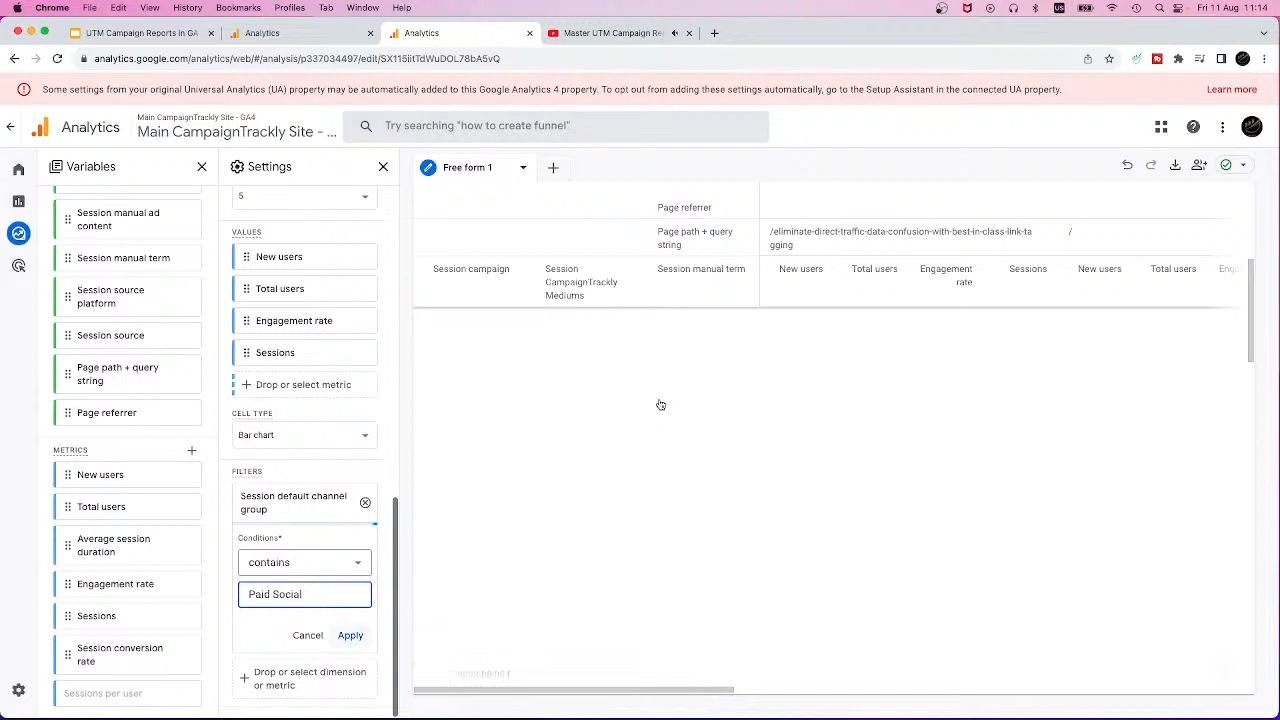 Chrome File Edit View History Bookmarks Profiles Tab Window Help
US
Fri 11 Aug 11:14
UTM Campaign Reports in GA
Analytics
Analytics
Master UTM Campaign Re
analytics.google.com/analytics/web/#/analysis/p337034497/edit/SX115iitTdWuDOL78bA5vQ
Some settings from your original Universal Analytics (UA) property may be automatically added to this Google Analytics 4 property. To opt out from adding these settings automatically, go to the Setup Assistant in the connected UA property.
Learn more
Analytics
Main CampaignTrackly Site - GA4
Main CampaignTrackly Site - ...
Try searching "how to create funnel"
Variables
Session manual ad
content
Session manual term
Session source
platform
Session source
Page path + query
string
Page referrer
METRICS
New users
Total users
Average session
duration
Engagement rate
Sessions
Session conversion
rate
Sessions per user
Settings
5
VALUES
New users
Total users
Engagement rate
Sessions
Drop or select metric
CELL TYPE
Bar chart
FILTERS
Session default channel
group
Conditions*
contains
Paid Social
Cancel
Apply
Drop or select dimension
or metric
Free form 1
Page referrer
Page path + query
string
/eliminate-direct-traffic-data-confusion-with-best-in-class-link-ta
gging
/
Session campaign
Session
CampaignTrackly
Mediums
Session manual term
New users
Total users
Engagement
rate
Sessions
New users
Total users